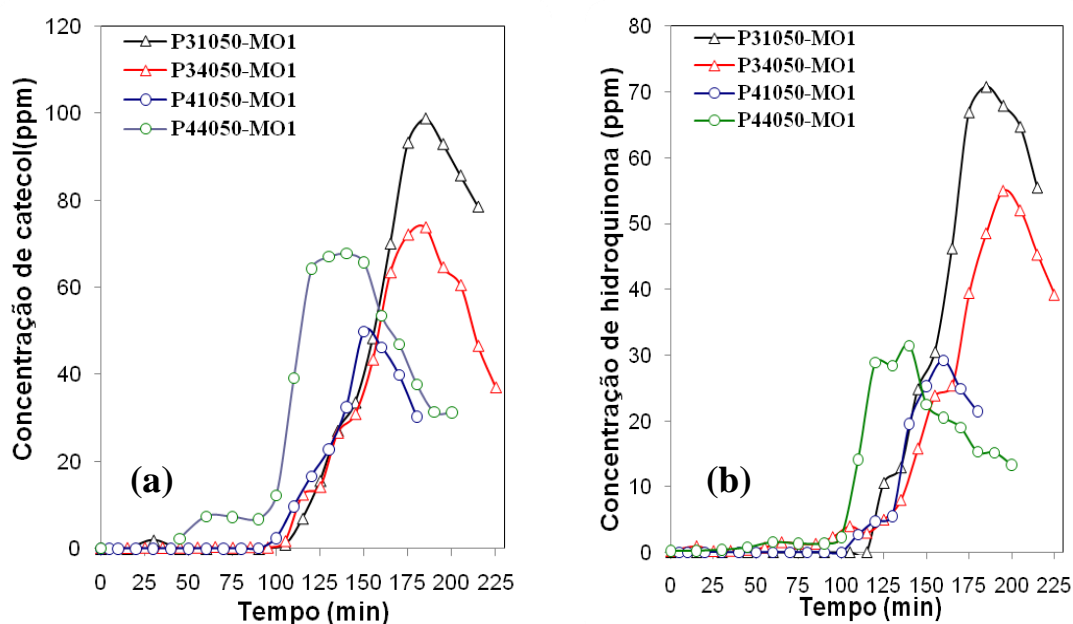 120
100
80
60
40
20
0
Concentração de catecol(ppm)
P31050-MO1
P34050-MO1
P41050-MO1
P44050-MO1
(a)
0 25 50 75 100 125 150 175 200 225
Tempo (min)
80
70
60
50
40
30
20
10
0
Concentração de hidroquinona (ppm)
P31050-MO1
P34050-MO1
P41050-MO1
P44050-MO1
(b)
0 25 50 75 100 125 150 175 200 225
Tempo (min)